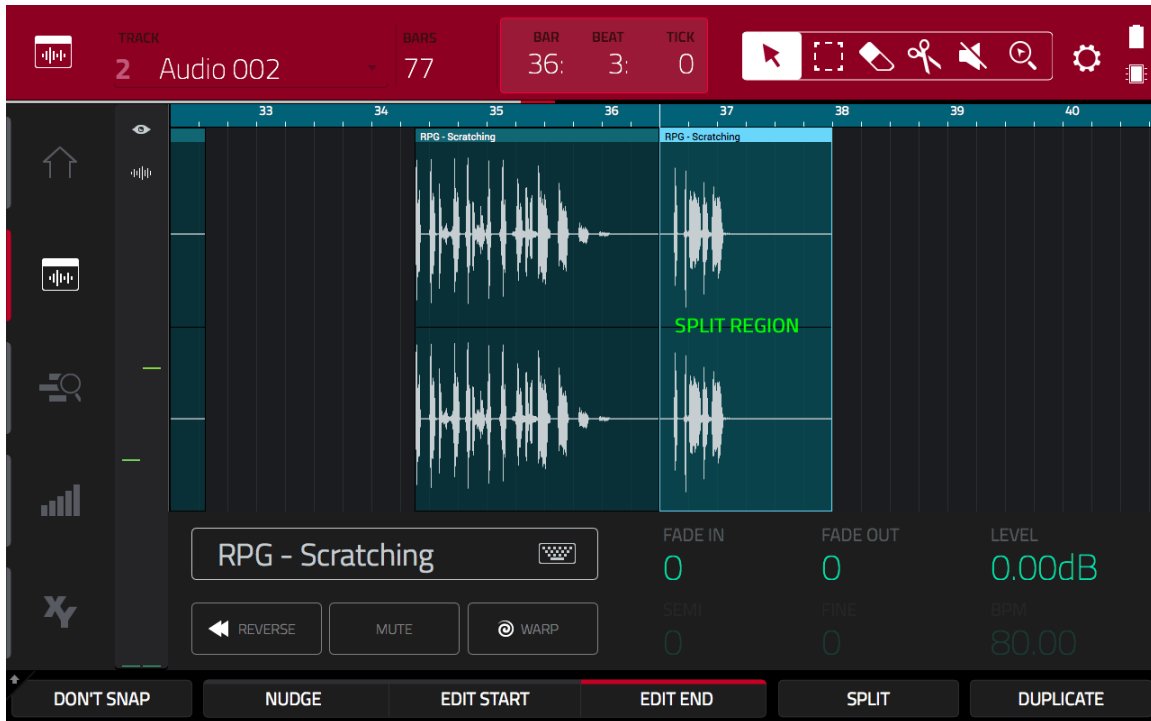 TRACK BARS BAR BEAT TICK
2 Audio 002 77 36: 3: 0
33 34 35 36 37 38 39 40
RPG - Scratching RPG - Scratching
SPLIT REGION
RPG - Scratching
FADE IN FADE OUT LEVEL
0 0 0.00dB
REVERSE MUTE WARP
SEMI FINE BPM
0 0 80.00
XY
DON'T SNAP NUDGE EDIT START EDIT END SPLIT DUPLICATE